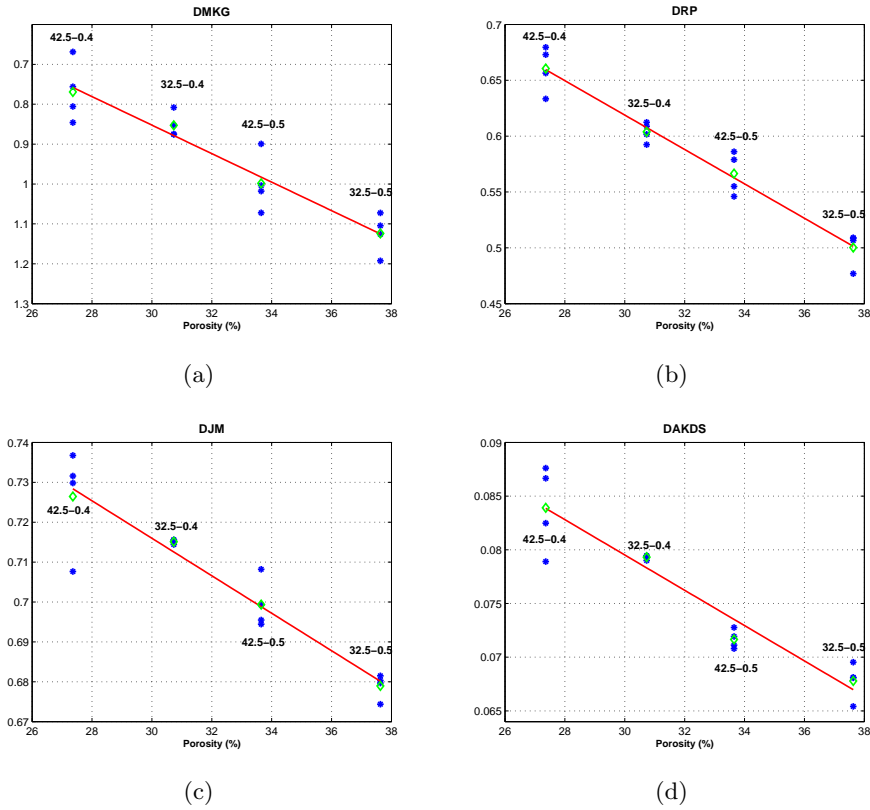 DMKG
0.7
0.8
0.9
1
1.1
1.2
1.3
26 28 30 32 34 36 38
Porosity (%)
42.5−0.4
32.5−0.4
42.5−0.5
32.5−0.5
(a)
DRP
0.7
0.65
0.6
0.55
0.5
0.45
26 28 30 32 34 36 38
Porosity (%)
42.5−0.4
32.5−0.4
42.5−0.5
32.5−0.5
(b)
DJM
0.74
0.73
0.72
0.71
0.7
0.69
0.68
0.67
26 28 30 32 34 36 38
Porosity (%)
42.5−0.4
32.5−0.4
42.5−0.5
32.5−0.5
(c)
DAKDS
0.09
0.085
0.08
0.075
0.07
0.065
26 28 30 32 34 36 38
Porosity (%)
42.5−0.4
32.5−0.4
42.5−0.5
32.5−0.5
(d)